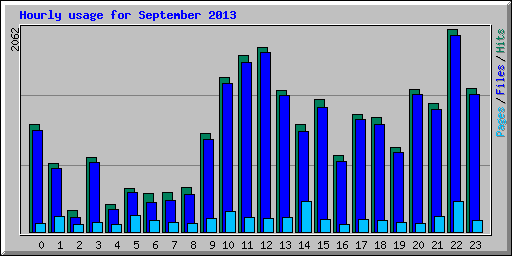 Hourly usage for September 2013
2062
Pages/Files/Hits
0 1 2 3 4 5 6 7 8 9 10 11 12 13 14 15 16 17 18 19 20 21 22 23